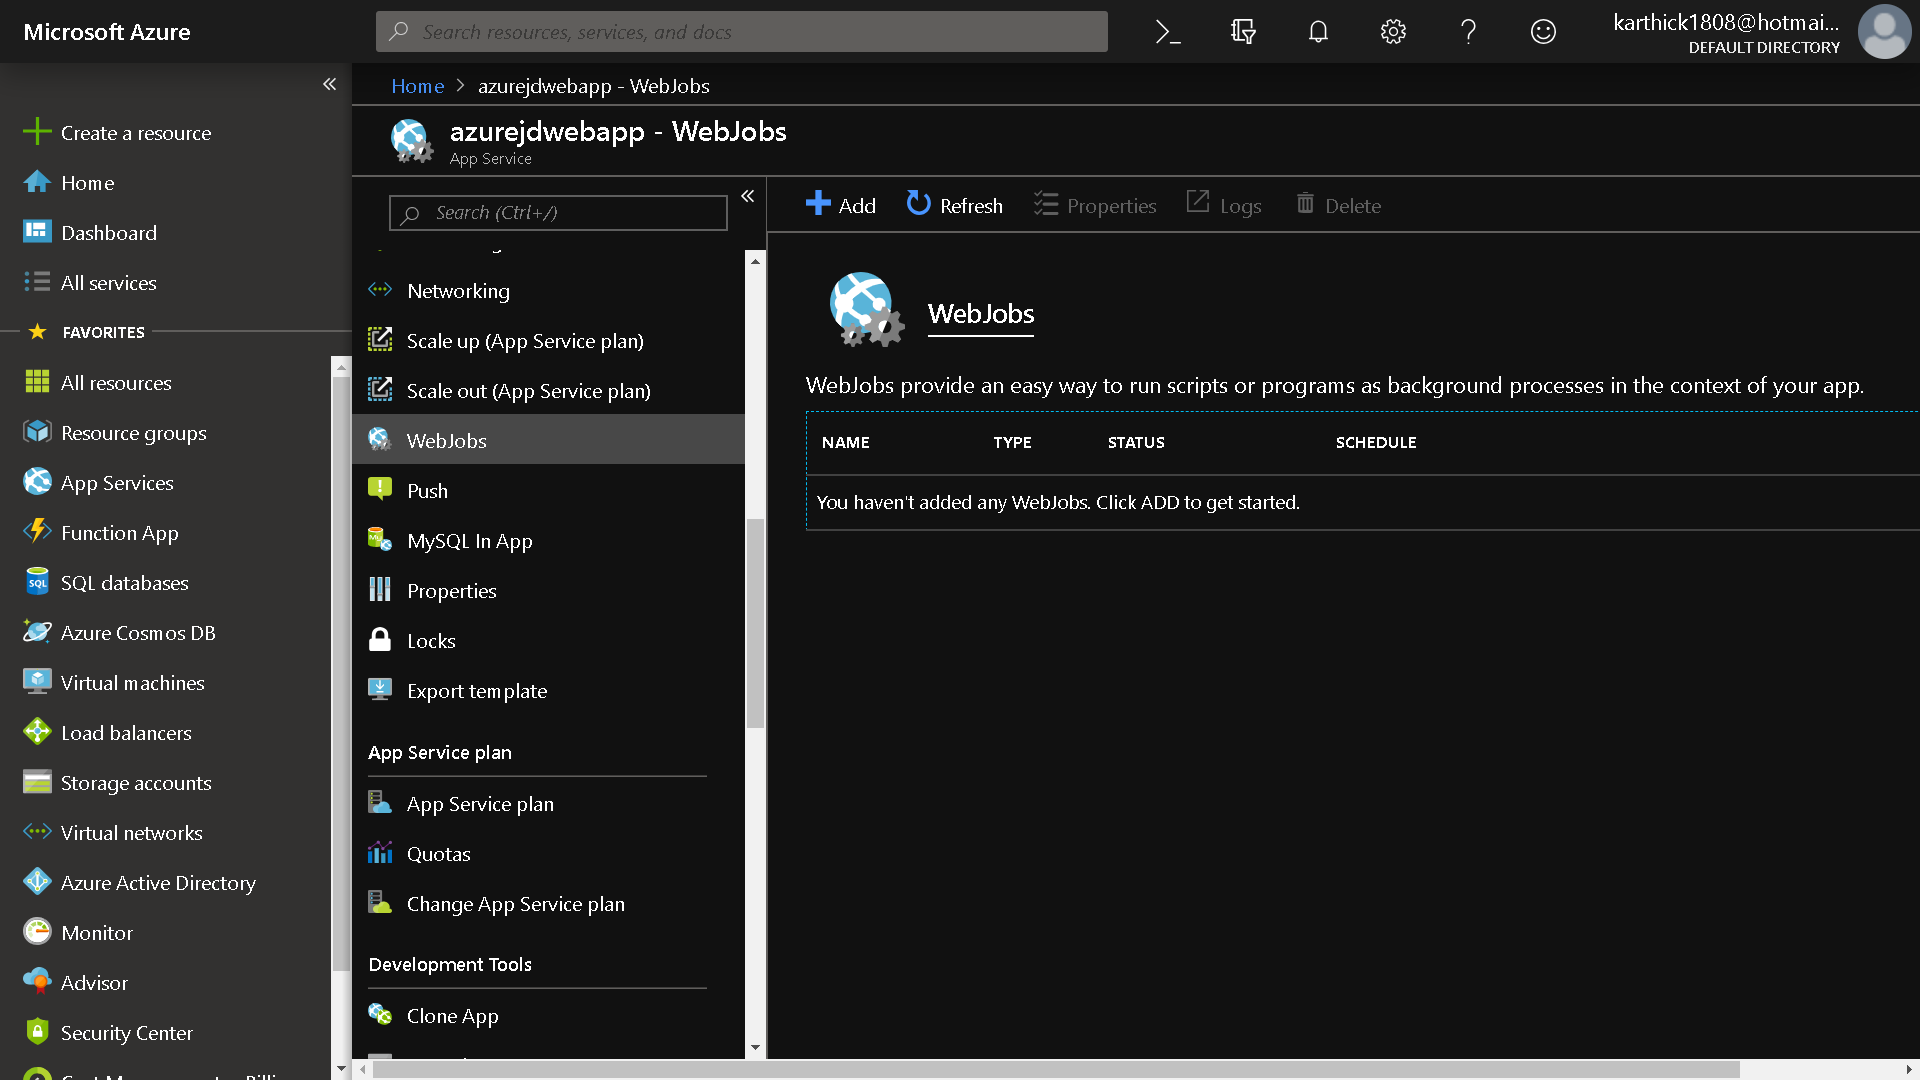 Microsoft Azure
Search resources, services, and docs
karthick1808@hotmai...
DEFAULT DIRECTORY
Create a resource
Home
Dashboard
All services
FAVORITES
All resources
Resource groups
App Services
Function App
SQL databases
Azure Cosmos DB
Virtual machines
Load balancers
Storage accounts
Virtual networks
Azure Active Directory
Monitor
Advisor
Security Center
Home > azurejdwebapp - WebJobs
azurejdwebapp - WebJobs
App Service
Search (Ctrl+/)
Networking
Scale up (App Service plan)
Scale out (App Service plan)
WebJobs
Push
MySQL In App
Properties
Locks
Export template
App Service plan
App Service plan
Quotas
Change App Service plan
Development Tools
Clone App
Add Refresh Properties Logs Delete
WebJobs
WebJobs provide an easy way to run scripts or programs as background processes in the context of your app.
NAME TYPE STATUS SCHEDULE
You haven't added any WebJobs. Click ADD to get started.